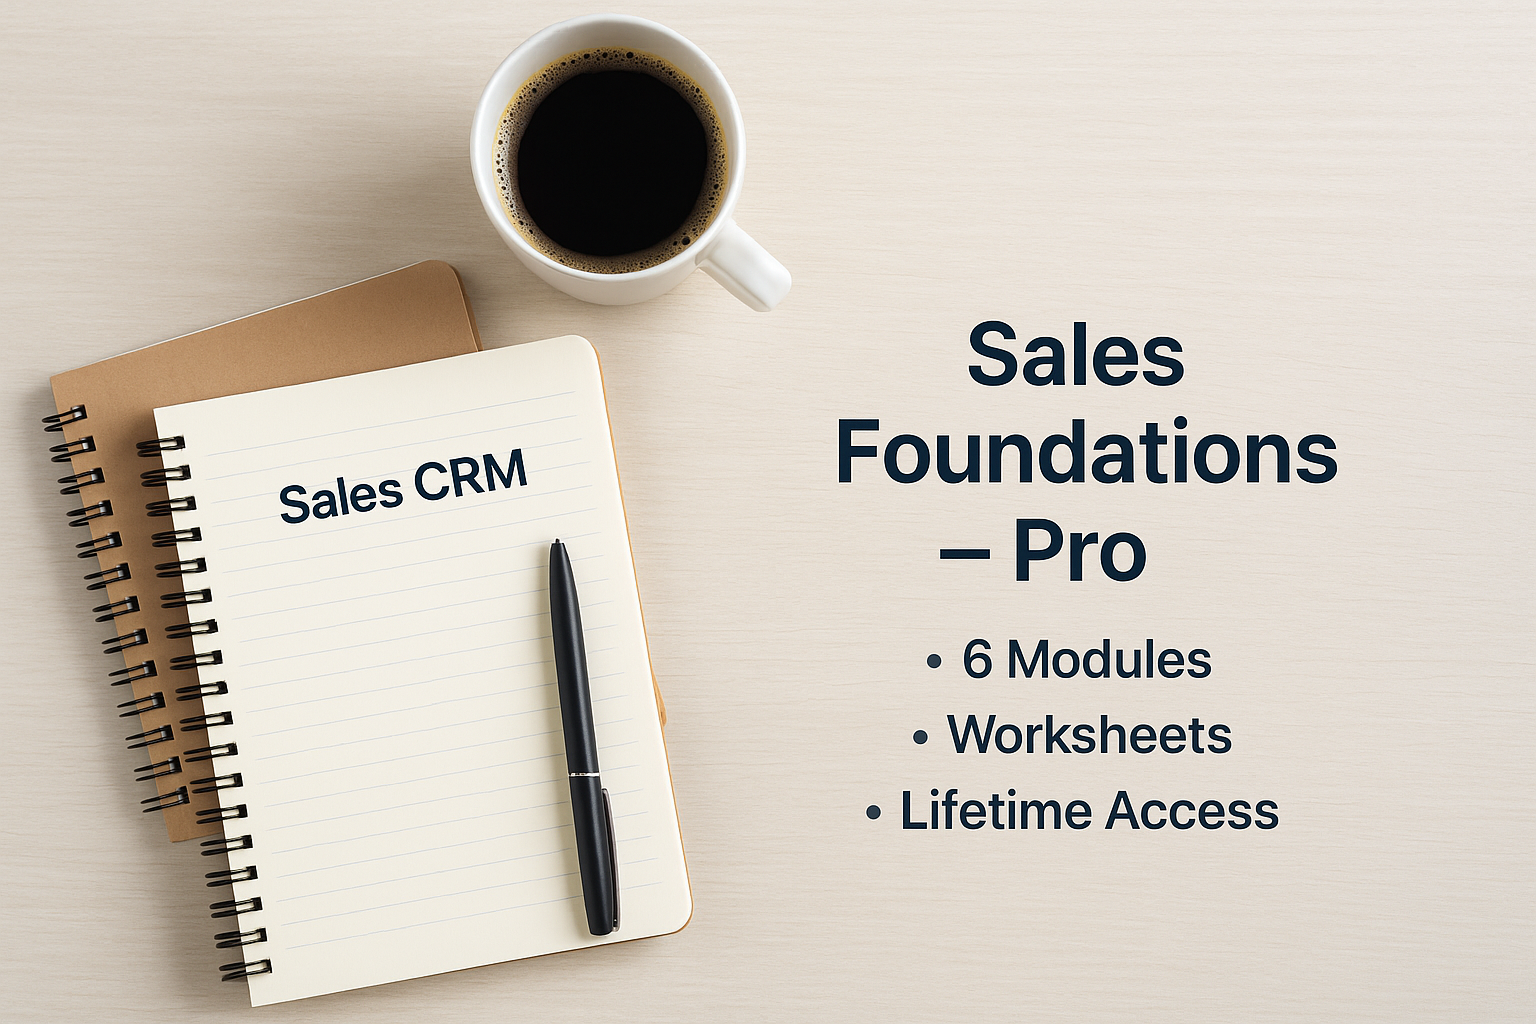 Sales CRM
Sales
Foundations
– Pro
• 6 Modules
• Worksheets
• Lifetime Access